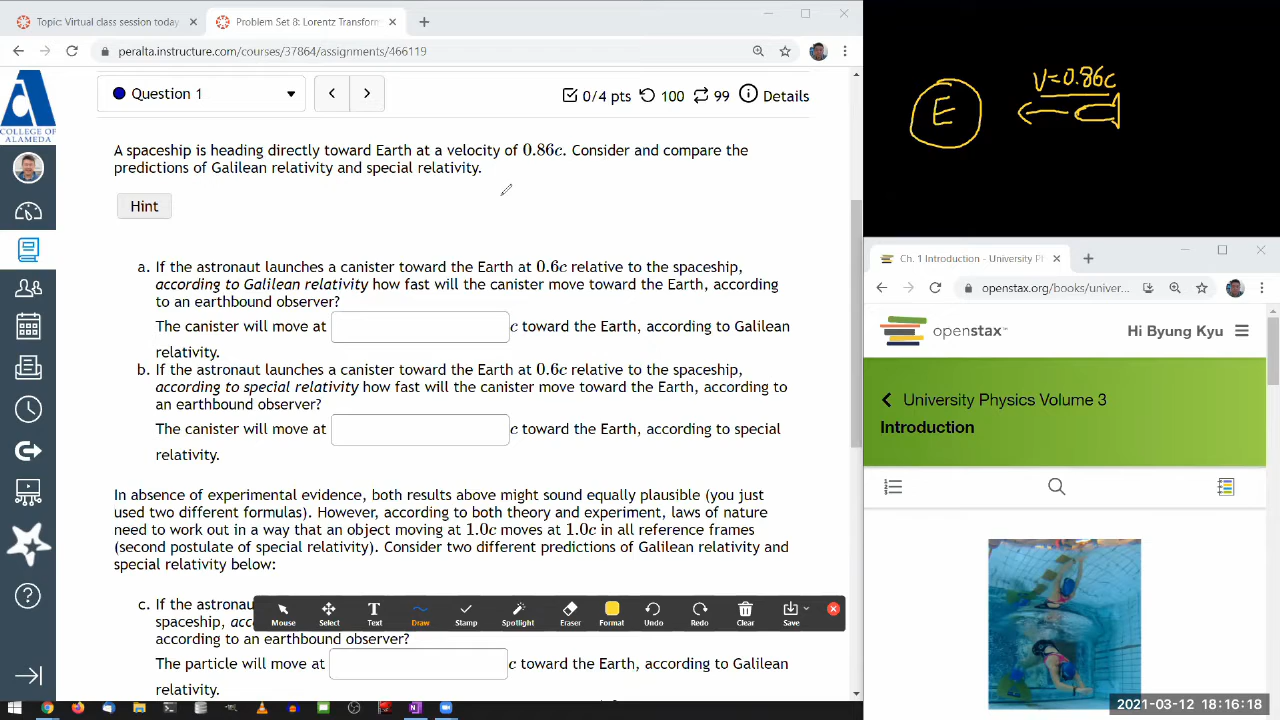 Topic: Virtual class session today
Problem Set 8: Lorentz Transform
peralta.instructure.com/courses/37864/assignments/466119
COLLEGE OF
ALAMEDA
Question 1
0/4 pts
100
99
Details
A spaceship is heading directly toward Earth at a velocity of 0.86c. Consider and compare the
predictions of Galilean relativity and special relativity.
Hint
a. If the astronaut launches a canister toward the Earth at 0.6c relative to the spaceship,
according to Galilean relativity how fast will the canister move toward the Earth, according
to an earthbound observer?
The canister will move at c toward the Earth, according to Galilean
relativity.
b. If the astronaut launches a canister toward the Earth at 0.6c relative to the spaceship,
according to special relativity how fast will the canister move toward the Earth, according to
an earthbound observer?
The canister will move at c toward the Earth, according to special
relativity.
In absence of experimental evidence, both results above might sound equally plausible (you just
used two different formulas). However, according to both theory and experiment, laws of nature
need to work out in a way that an object moving at 1.0c moves at 1.0c in all reference frames
(second postulate of special relativity). Consider two different predictions of Galilean relativity and
special relativity below:
c. If the astronau
spaceship, acc
according to an earthbound observer?
The particle will move at c toward the Earth, according to Galilean
relativity.
Mouse
Select
Text
Draw
Stamp
Spotlight
Eraser
Format
Undo
Redo
Clear
Save
E
V=0.86c
Ch. 1 Introduction - University Ph
openstax.org/books/univer...
openstax™
Hi Byung Kyu
University Physics Volume 3
Introduction
2021-03-12 18:16:18